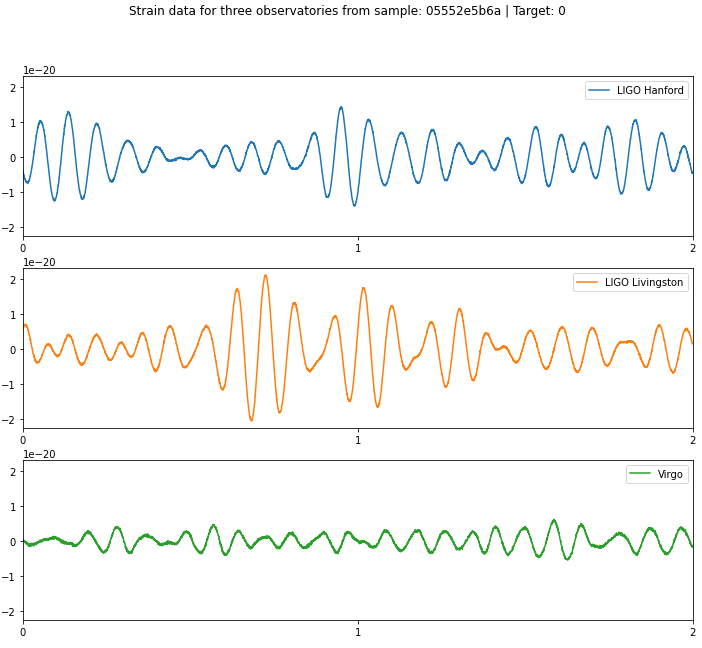 Strain data for three observatories from sample: 05552e5b6a | Target: 0
1e−20
LIGO Hanford
2
1
0
−1
−2
0 1 2
1e−20
LIGO Livingston
2
1
0
−1
−2
0 1 2
1e−20
Virgo
2
1
0
−1
−2
0 1 2